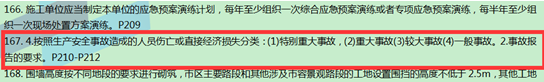 166. 施工单位应当制定本单位的应急预案演练计划，每年至少组织一次综合应急预案演练或者专项应急预案演练，每半年至少组
织一次现场处置方案演练。P209
167. 4.按照生产安全事故造成的人员伤亡或直接经济损失分类：(1)特别重大事故，(2)重大事故(3)较大事故(4)一般事故。2.事故报
告的要求。P210-P212
168. 围墙高度按不同地段的要求进行砌筑，市区主要路段和其他涉及市容景观路段的工地设置围挡的高度不低于 2.5m，其他工地